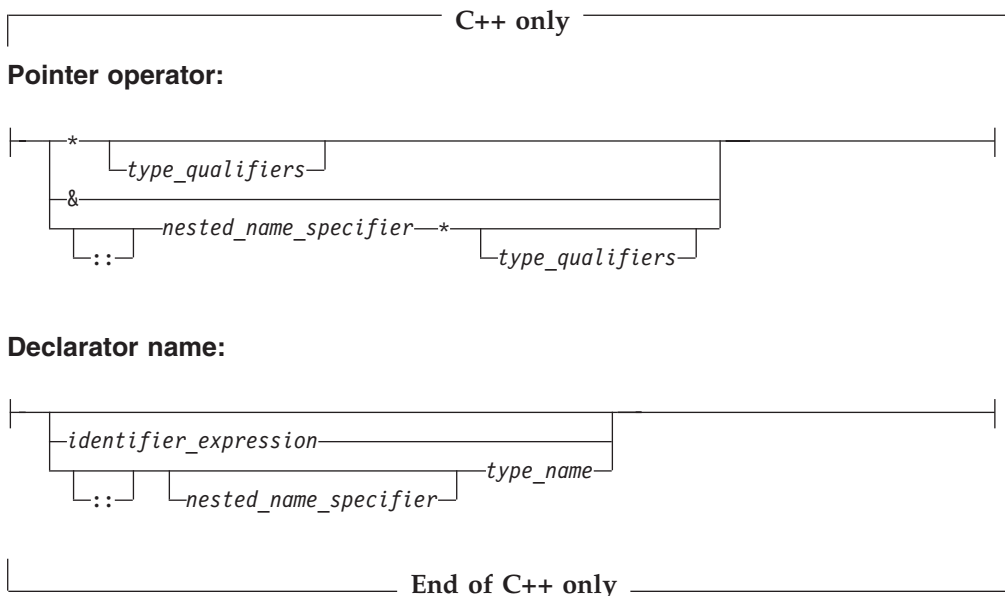 C++ only
Pointer operator:
*
type_qualifiers
&
:: nested_name_specifier *
type_qualifiers
Declarator name:
identifier_expression
:: nested_name_specifier type_name
End of C++ only